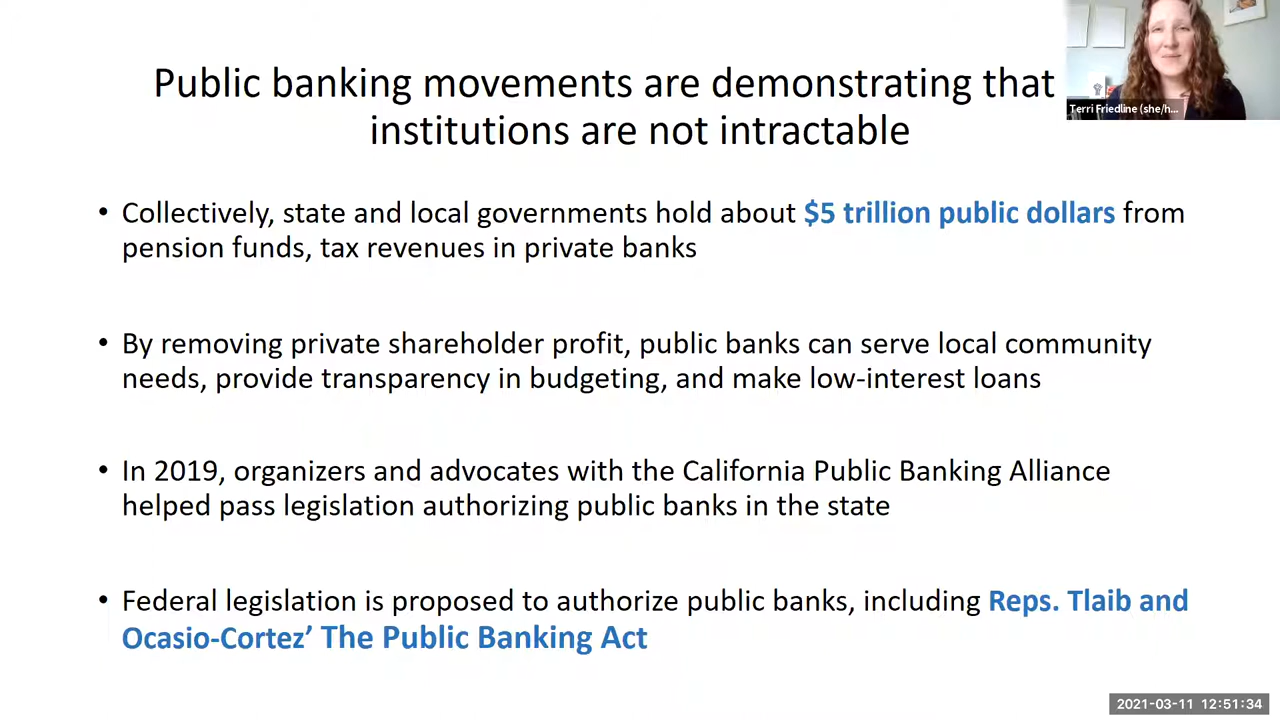 Public banking movements are demonstrating that
institutions are not intractable
Terri Friedline (she/h...
• Collectively, state and local governments hold about $5 trillion public dollars from
pension funds, tax revenues in private banks
• By removing private shareholder profit, public banks can serve local community
needs, provide transparency in budgeting, and make low-interest loans
• In 2019, organizers and advocates with the California Public Banking Alliance
helped pass legislation authorizing public banks in the state
• Federal legislation is proposed to authorize public banks, including Reps. Tlaib and
Ocasio-Cortez’ The Public Banking Act
2021-03-11 12:51:34